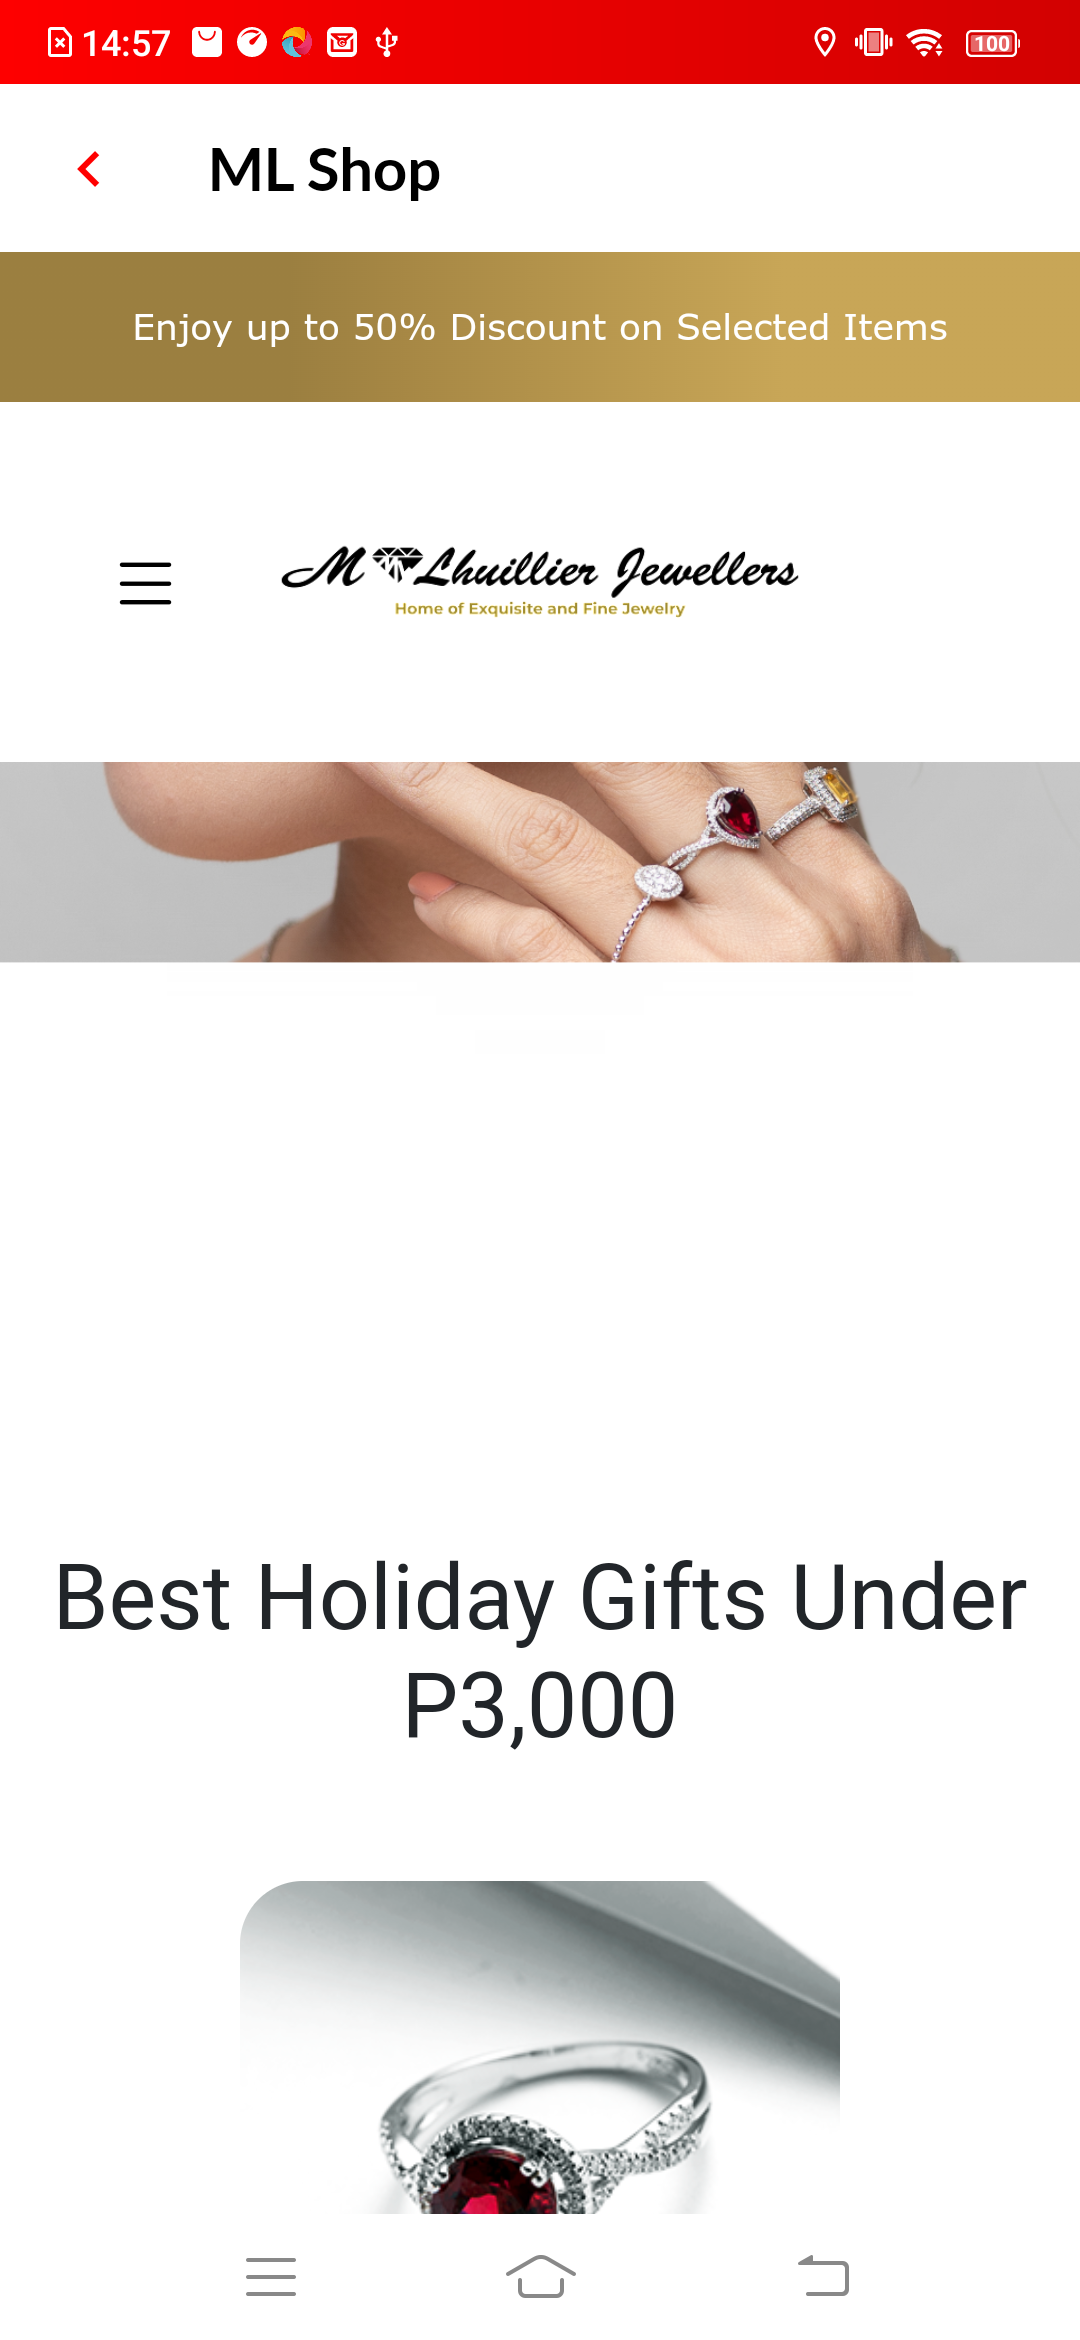 14:57
100
ML Shop
Enjoy up to 50% Discount on Selected Items
M Lhuillier Jewellers
Home of Exquisite and Fine Jewelry
Best Holiday Gifts Under
P3,000